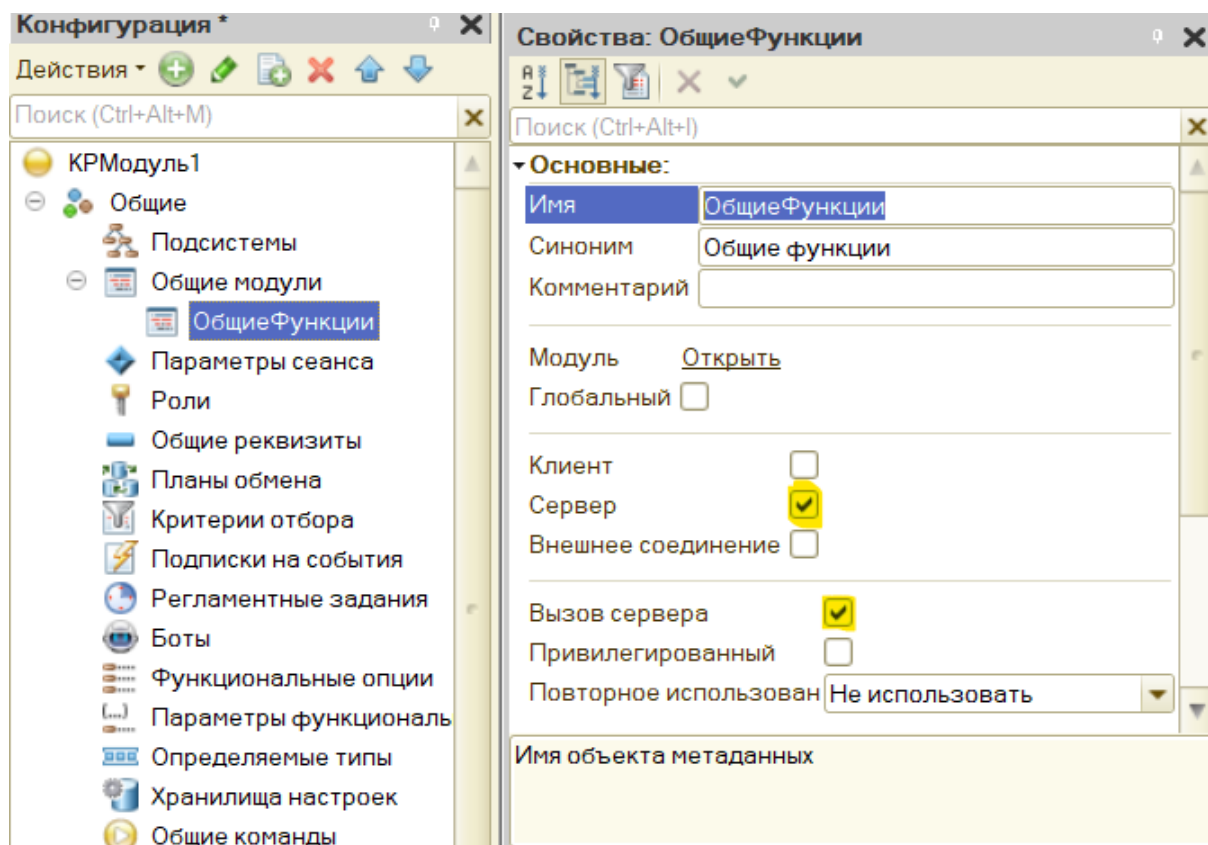 Конфигурация *
Действия
Поиск (Ctrl+Alt+M)
КРМодуль1
Общие
Подсистемы
Общие модули
ОбщиеФункции
Параметры сеанса
Роли
Общие реквизиты
Планы обмена
Критерии отбора
Подписки на события
Регламентные задания
Боты
Функциональные опции
Параметры функциональ
Определяемые типы
Хранилища настроек
Общие команды
Свойства: ОбщиеФункции
Поиск (Ctrl+Alt+I)
Основные:
Имя ОбщиеФункции
Синоним Общие функции
Комментарий
Модуль Открыть
Глобальный
Клиент
Сервер
Внешнее соединение
Вызов сервера
Привилегированный
Повторное использован Не использовать
Имя объекта метаданных